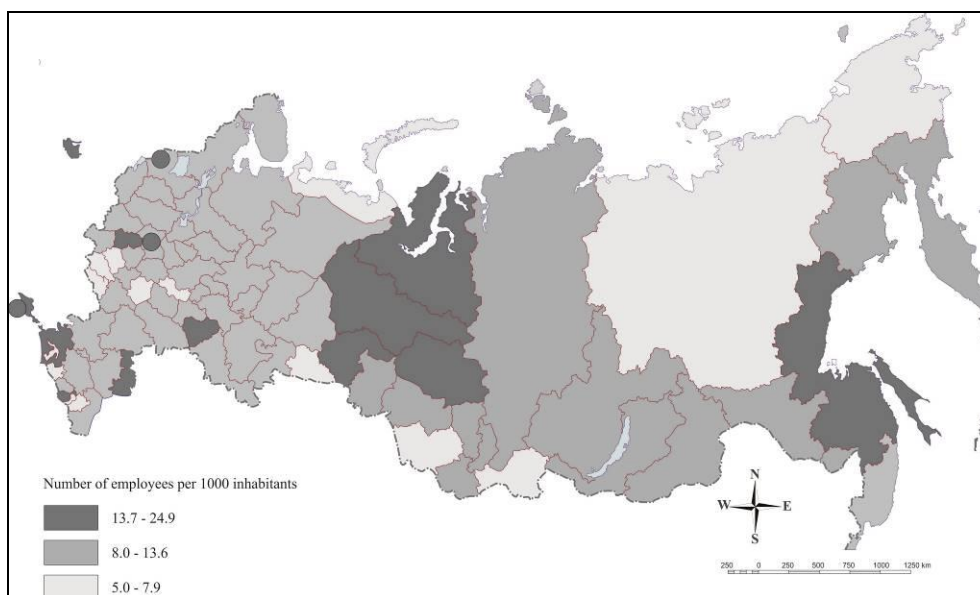 Number of employees per 1000 inhabitants
13.7 - 24.9
8.0 - 13.6
5.0 - 7.9
N
W E
S
250 0 250 500 750 1000 1250 km